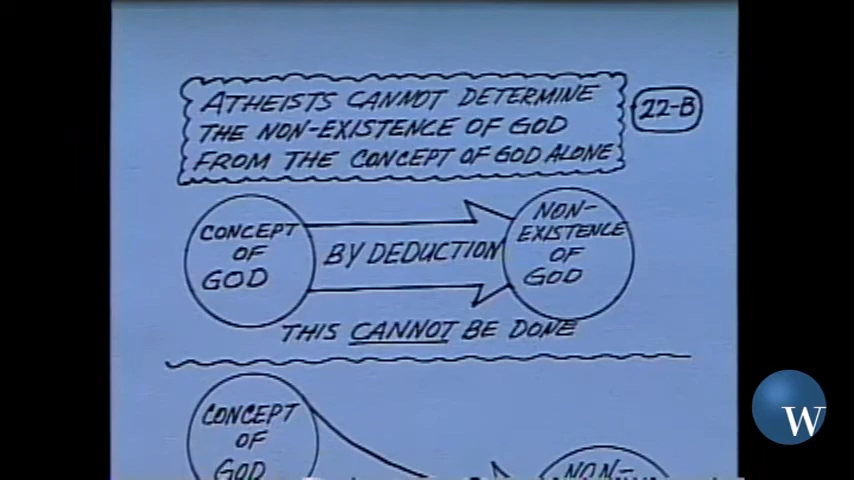 ATHEISTS CANNOT DETERMINE
THE NON-EXISTENCE OF GOD
FROM THE CONCEPT OF GOD ALONE
22-B
CONCEPT
OF
GOD
BY DEDUCTION
NON-
EXISTENCE
OF
GOD
THIS CANNOT BE DONE
CONCEPT
OF
GOD
NON-
W